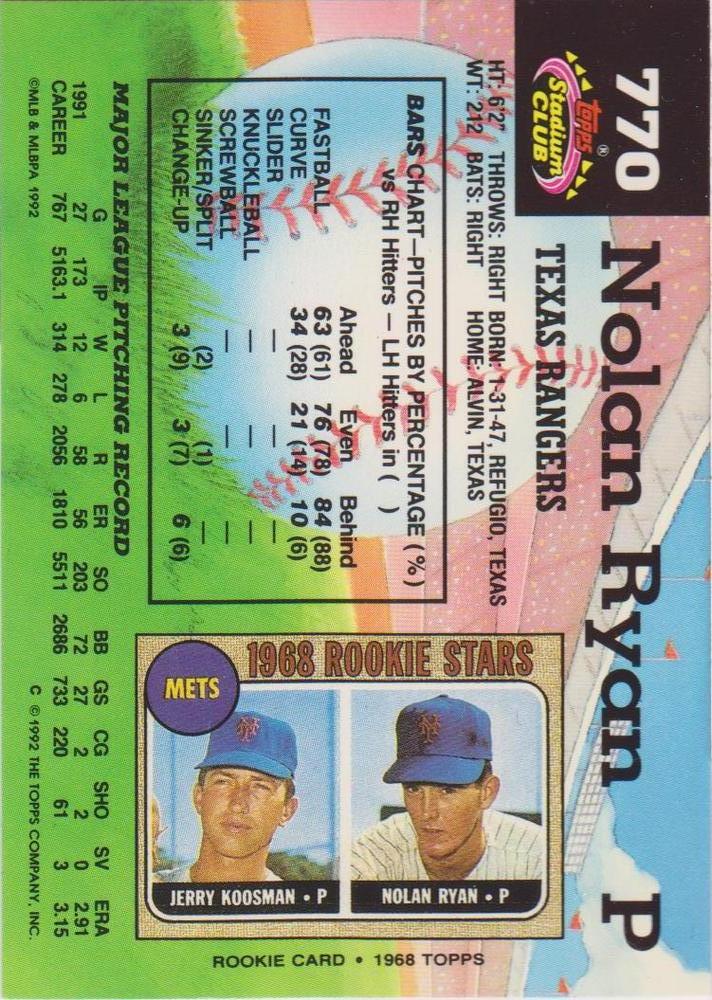 770 Nolan Ryan P
topps®
Stadium
CLUB
TEXAS RANGERS
HT: 6'2" THROWS: RIGHT BORN: 1-31-47, REFUGIO, TEXAS
WT: 212 BATS: RIGHT HOME: ALVIN, TEXAS
BARS CHART—PITCHES BY PERCENTAGE (%)
vs RH Hitters — LH Hitters in ( )
Ahead Even Behind
FASTBALL 63 (61) 76 (78) 84 (88)
CURVE 34 (28) 21 (14) 10 (6)
SLIDER — — —
KNUCKLEBALL — — —
SCREWBALL — — —
SINKER/SPLIT (2) (1) —
CHANGE-UP 3 (9) 3 (7) 6 (6)
1968 ROOKIE STARS
METS
JERRY KOOSMAN • P
NOLAN RYAN • P
ROOKIE CARD • 1968 TOPPS
MAJOR LEAGUE PITCHING RECORD
G IP W L R ER SO BB GS CG SHO SV ERA
1991 27 173 12 6 58 56 203 72 27 2 2 0 2.91
CAREER 767 5163.1 314 278 2056 1810 5511 2686 733 220 61 3 3.15
©MLB & MLBPA 1992
C ©1992 THE TOPPS COMPANY, INC.